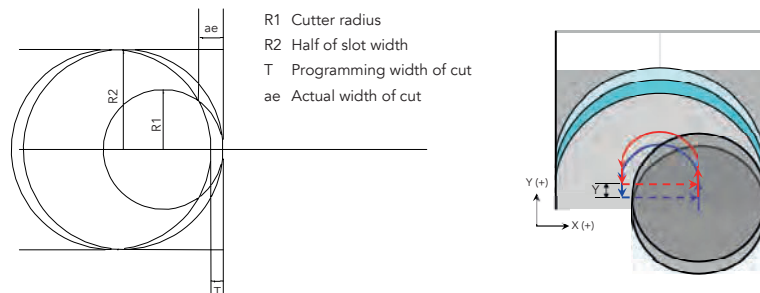 ae
R2
R1
T
R1 Cutter radius
R2 Half of slot width
T Programming width of cut
ae Actual width of cut
Y (+)
Y
X (+)